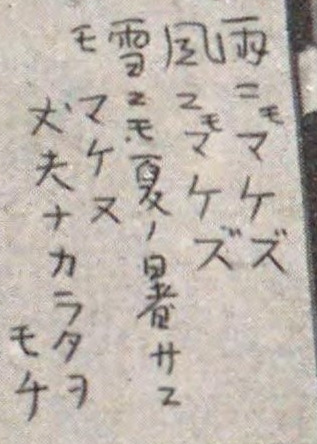 雨ニモマケズ
風ニモマケズ
雪ニモ夏ノ暑サニ
モマケヌ
丈夫ナカラタヲ
モチ